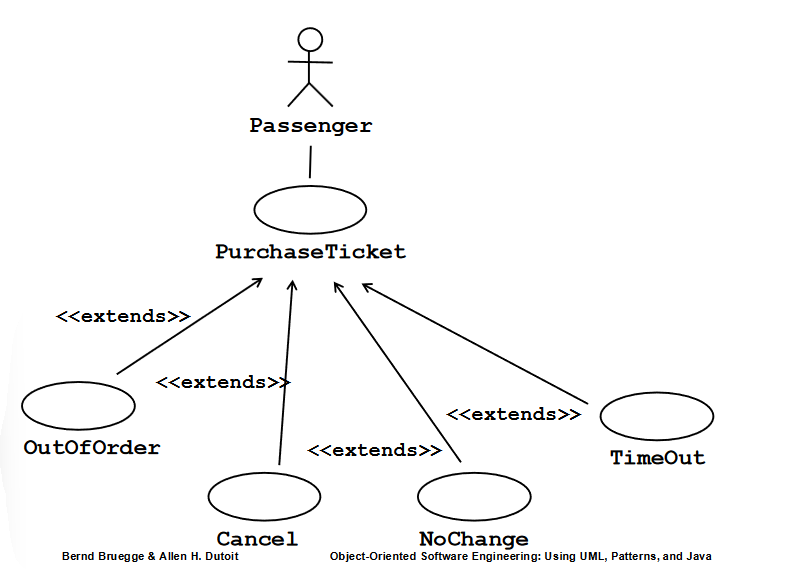 Passenger
PurchaseTicket
<<extends>>
<<extends>>
<<extends>>
<<extends>>
OutOfOrder
TimeOut
Cancel
NoChange
Bernd Bruegge & Allen H. Dutoit
Object-Oriented Software Engineering: Using UML, Patterns, and Java